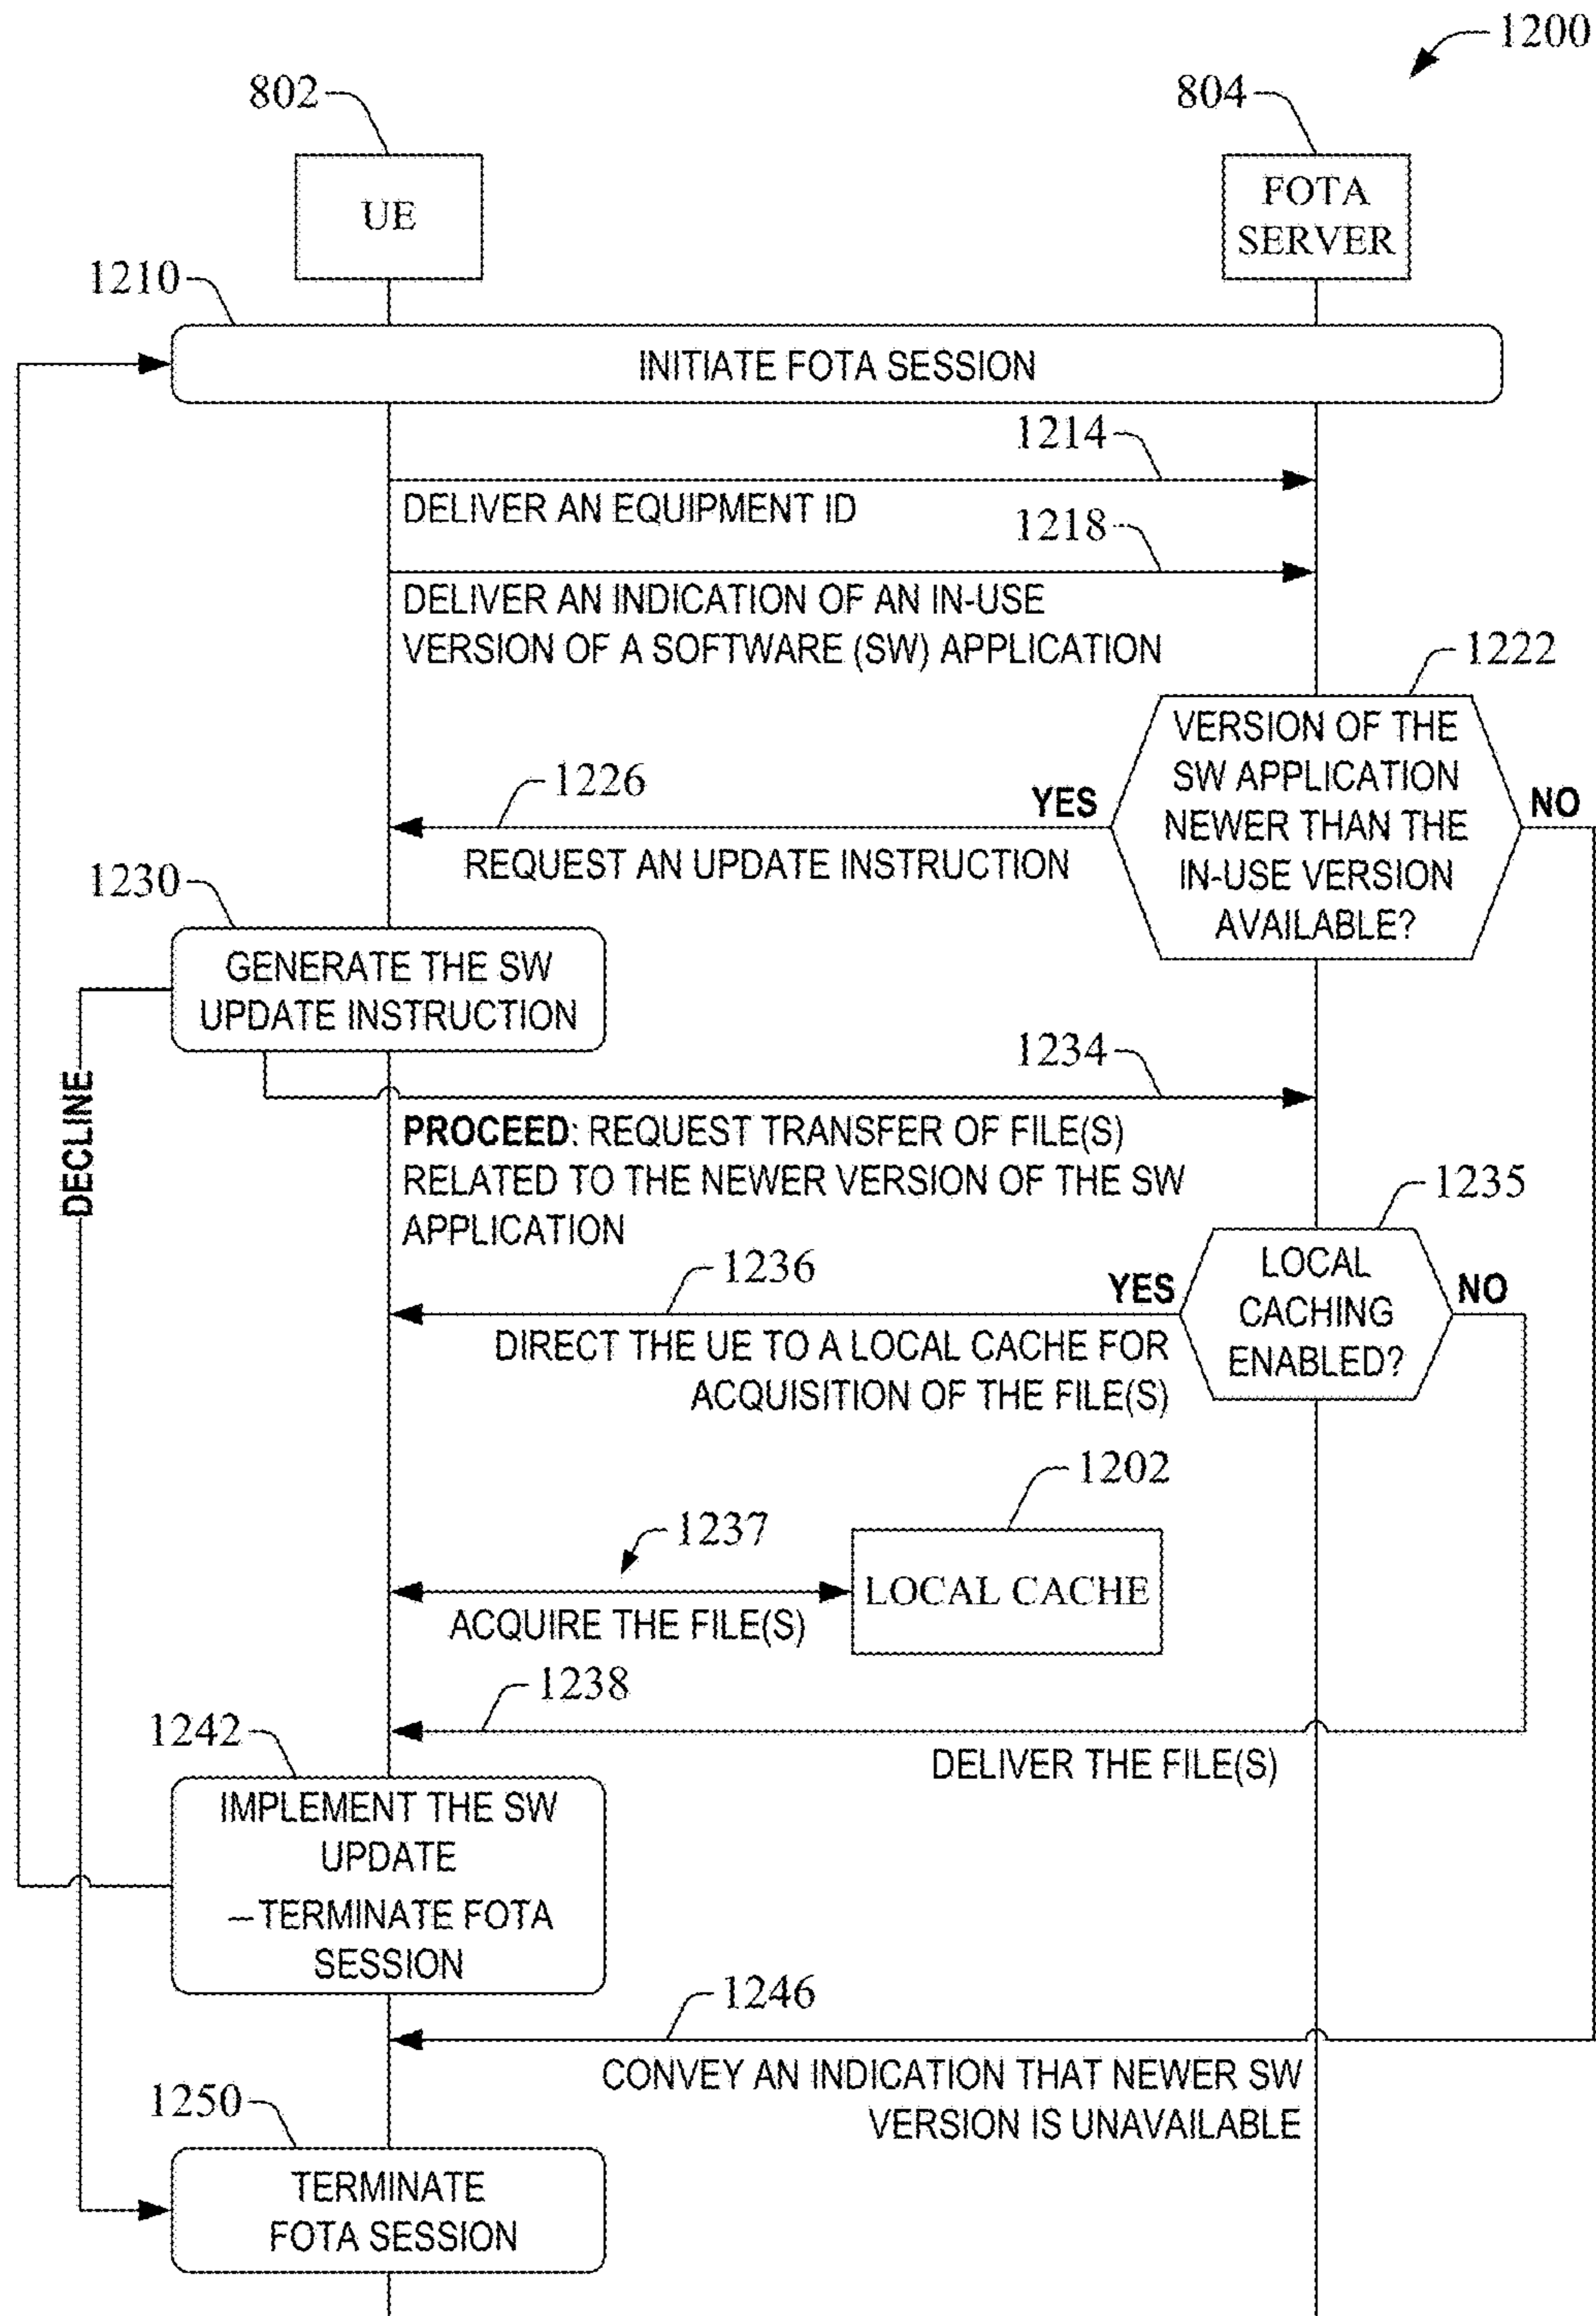 1200
802
804
UE
FOTA
SERVER
1210
INITIATE FOTA SESSION
1214
DELIVER AN EQUIPMENT ID
1218
DELIVER AN INDICATION OF AN IN-USE
VERSION OF A SOFTWARE (SW) APPLICATION
1222
VERSION OF THE
SW APPLICATION
NEWER THAN THE
IN-USE VERSION
AVAILABLE?
YES
NO
1226
REQUEST AN UPDATE INSTRUCTION
1230
GENERATE THE SW
UPDATE INSTRUCTION
DECLINE
1234
PROCEED: REQUEST TRANSFER OF FILE(S)
RELATED TO THE NEWER VERSION OF THE SW
APPLICATION
1235
LOCAL
CACHING
ENABLED?
YES
NO
1236
DIRECT THE UE TO A LOCAL CACHE FOR
ACQUISITION OF THE FILE(S)
1202
1237
LOCAL CACHE
ACQUIRE THE FILE(S)
1238
DELIVER THE FILE(S)
1242
IMPLEMENT THE SW
UPDATE
—TERMINATE FOTA
SESSION
1246
CONVEY AN INDICATION THAT NEWER SW
VERSION IS UNAVAILABLE
1250
TERMINATE
FOTA SESSION